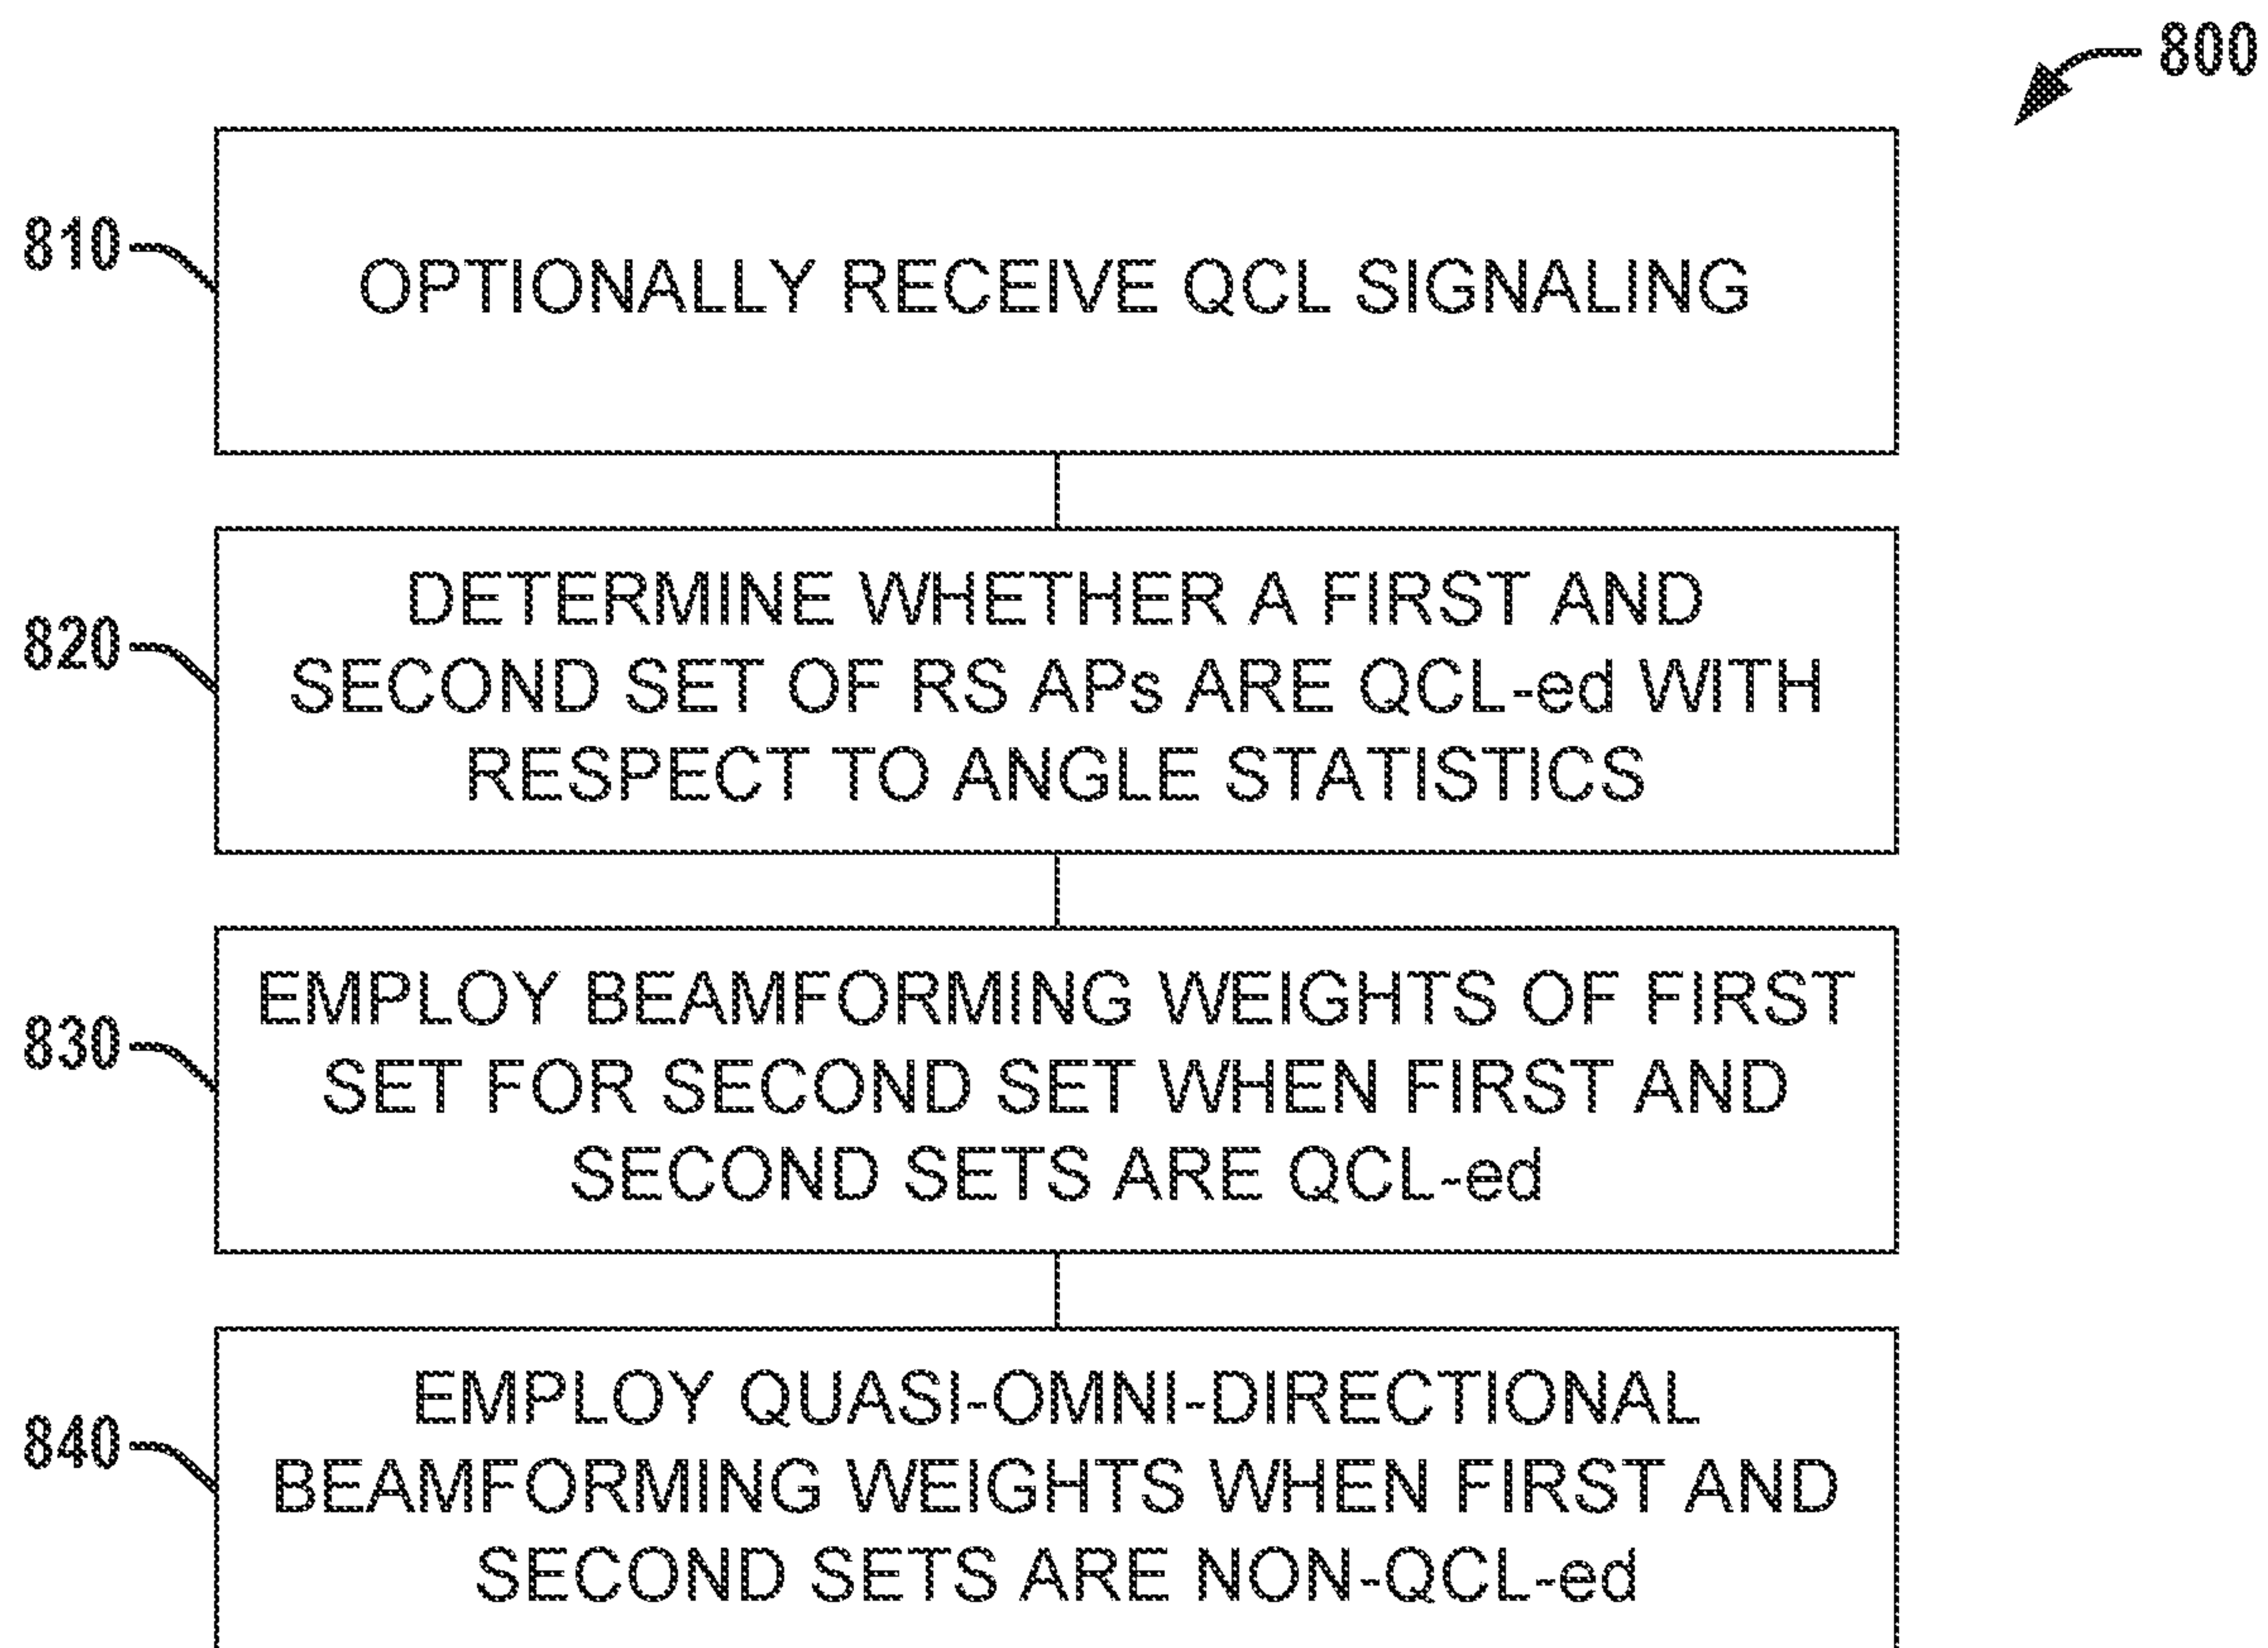 800
810
OPTIONALLY RECEIVE QCL SIGNALING
820
DETERMINE WHETHER A FIRST AND
SECOND SET OF RS APs ARE QCL-ed WITH
RESPECT TO ANGLE STATISTICS
830
EMPLOY BEAMFORMING WEIGHTS OF FIRST
SET FOR SECOND SET WHEN FIRST AND
SECOND SETS ARE QCL-ed
840
EMPLOY QUASI-OMNI-DIRECTIONAL
BEAMFORMING WEIGHTS WHEN FIRST AND
SECOND SETS ARE NON-QCL-ed